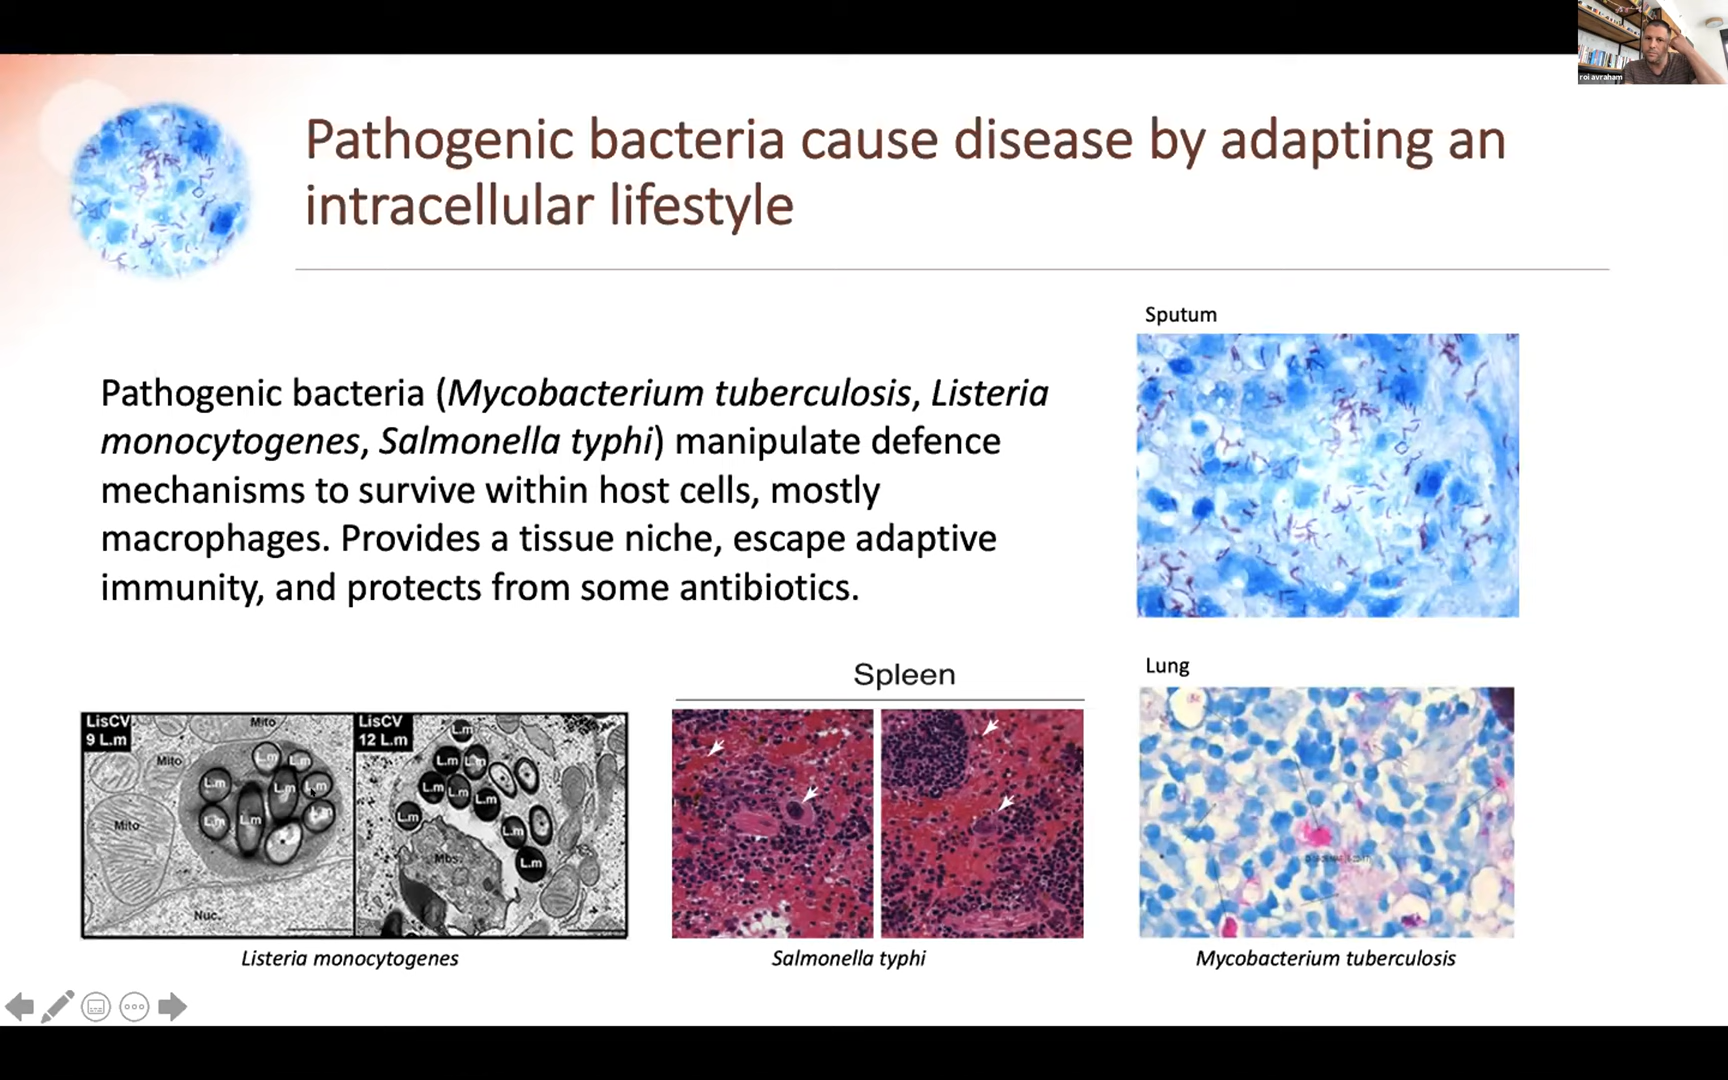 roi avraham
Pathogenic bacteria cause disease by adapting an
intracellular lifestyle
Sputum
Pathogenic bacteria (Mycobacterium tuberculosis, Listeria
monocytogenes, Salmonella typhi) manipulate defence
mechanisms to survive within host cells, mostly
macrophages. Provides a tissue niche, escape adaptive
immunity, and protects from some antibiotics.
Lung
Spleen
LisCV
9 L.m
Mito
Mito
L.m
L.m
L.m
L.m
L.m
L.m
L.m
L.m
Mito
Nuc.
LisCV
12 L.m
L.m
L.m
L.m
L.m
L.m
L.m
L.m
L.m
L.m
Mbs.
Listeria monocytogenes
Salmonella typhi
Mycobacterium tuberculosis